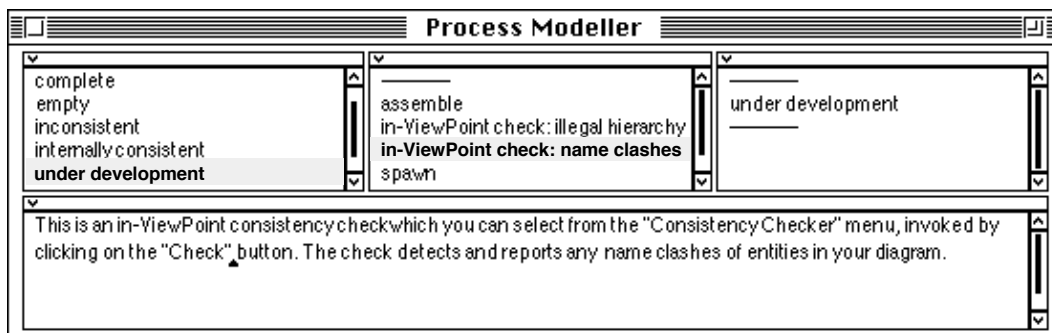 Process Modeller
complete
empty
inconsistent
internally consistent
under development
assemble
in-ViewPoint check: illegal hierarchy
in-ViewPoint check: name clashes
spawn
under development
This is an in-ViewPoint consistency checkwhich you can select from the "Consistency Checker" menu, invoked by
clicking on the "Check" button. The check detects and reports any name clashes of entities in your diagram.